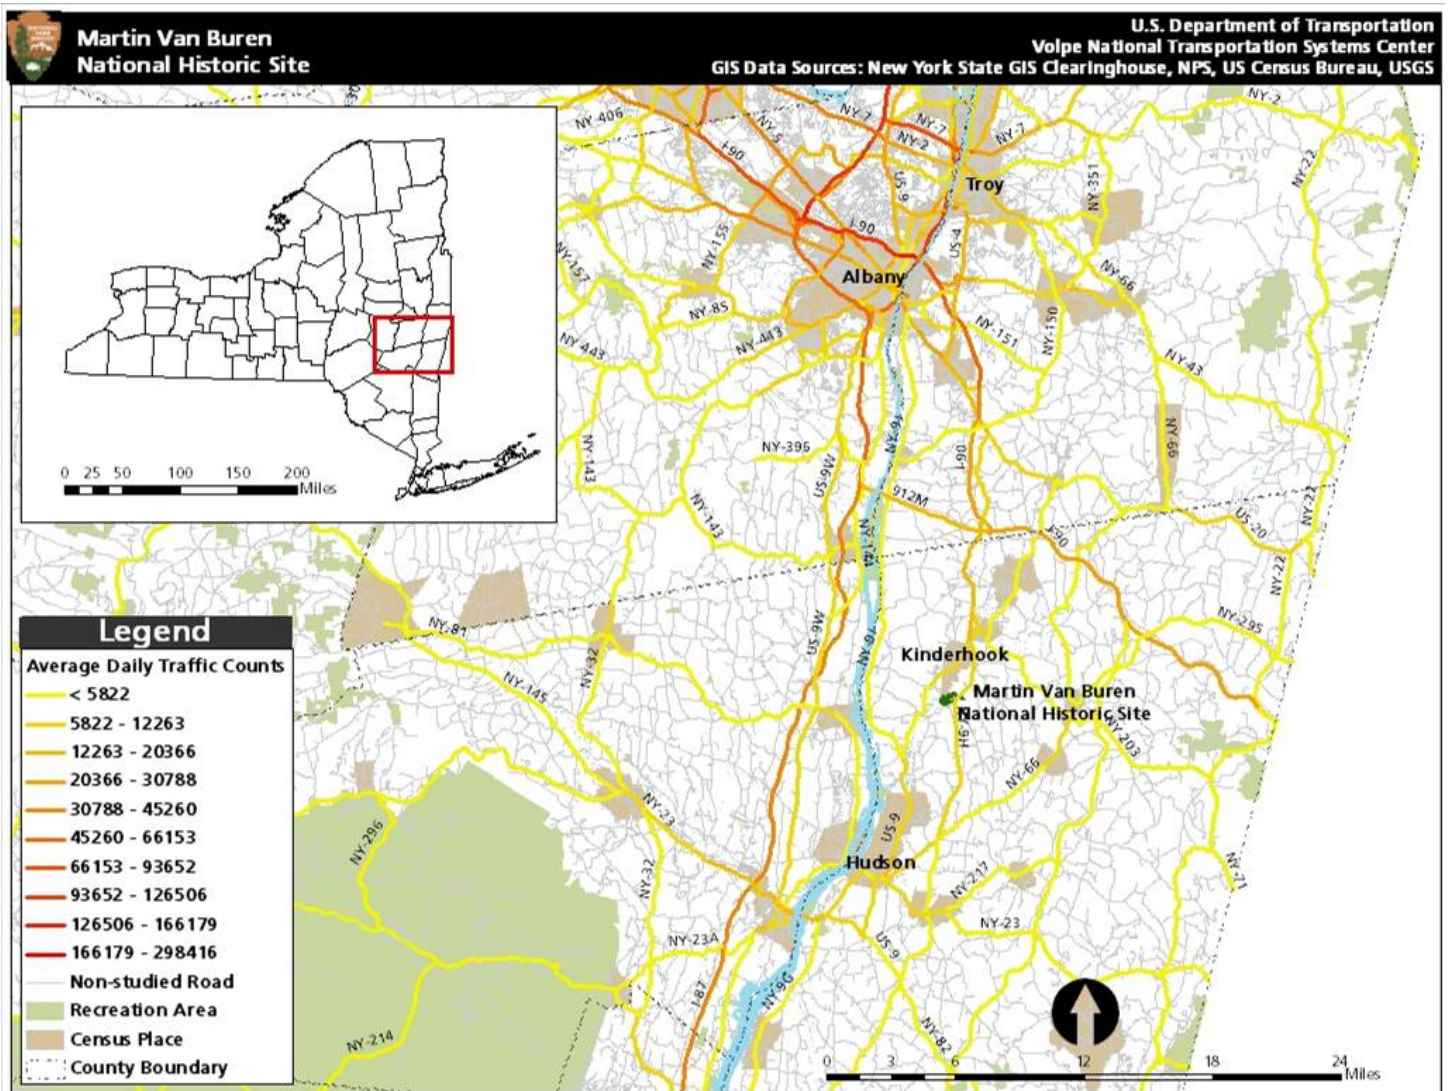 Martin Van Buren
National Historic Site
U.S. Department of Transportation
Volpe National Transportation Systems Center
GIS Data Sources: New York State GIS Clearinghouse, NPS, US Census Bureau, USGS
0 25 50 100 150 200
Miles
Legend
Average Daily Traffic Counts
< 5822
5822 - 12263
12263 - 20366
20366 - 30788
30788 - 45260
45260 - 66153
66153 - 93652
93652 - 126506
126506 - 166179
166179 - 298416
Non-studied Road
Recreation Area
Census Place
County Boundary
NY-406
NY-5
NY-7
NY-7
NY-2
NY-7
NY-2
I-90
NY-22
Troy
NY-351
US-9
I-90
US-4
NY-155
NY-157
Albany
NY-66
NY-85
NY-443
NY-443
NY-151
NY-150
NY-43
NY-396
NY-143
US-9W
I-90
NY-66
912M
NY-143
NY-22
US-20
I-90
NY-22
NY-295
NY-81
US-9W
NY-32
Kinderhook
NY-145
Martin Van Buren
National Historic Site
NY-203
NY-66
NY-23
NY-296
US-9
Hudson
NY-32
NY-217
NY-71
NY-23
NY-23A
US-9
I-87
NY-9G
NY-82
NY-214
0 3 6 12 18 24
Miles